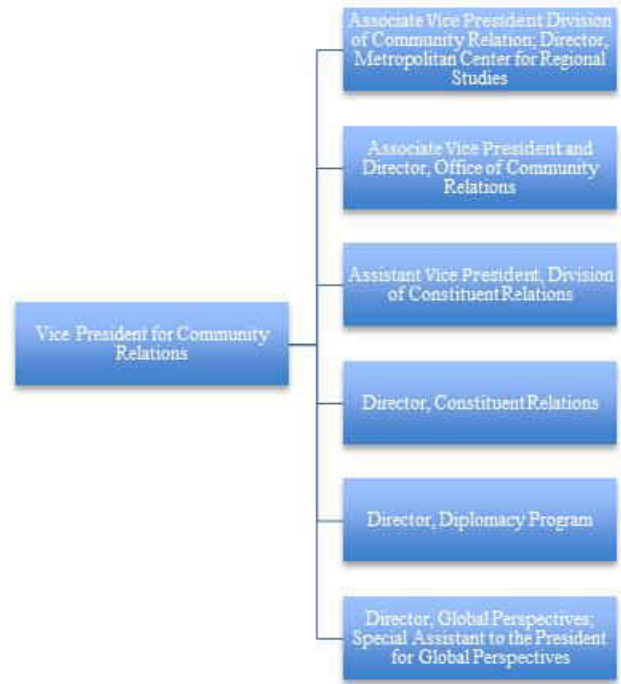 Associate Vice President Division
of Community Relation; Director,
Metropolitan Center for Regional
Studies
Associate Vice President and
Director, Office of Community
Relations
Assistant Vice President, Division
of Constituent Relations
Vice President for Community
Relations
Director, Constituent Relations
Director, Diplomacy Program
Director, Global Perspectives;
Special Assistant to the President
for Global Perspectives